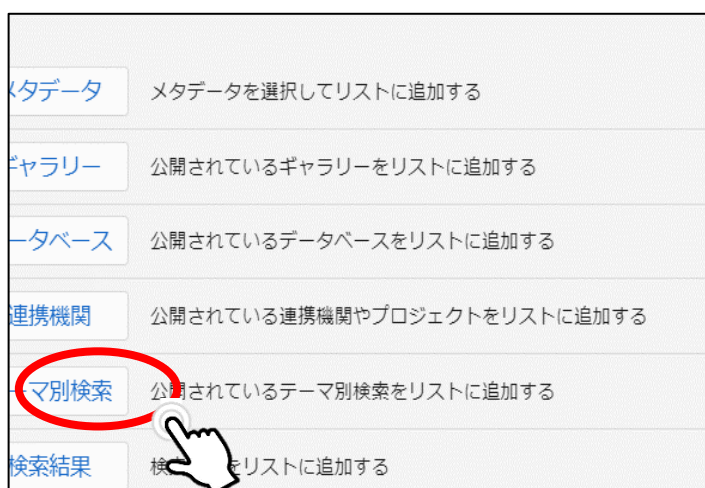 メタデータ メタデータを選択してリストに追加する
ギャラリー 公開されているギャラリーをリストに追加する
ータベース 公開されているデータベースをリストに追加する
連携機関 公開されている連携機関やプロジェクトをリストに追加する
ーマ別検索 公開されているテーマ別検索をリストに追加する
検索結果 検 をリストに追加する